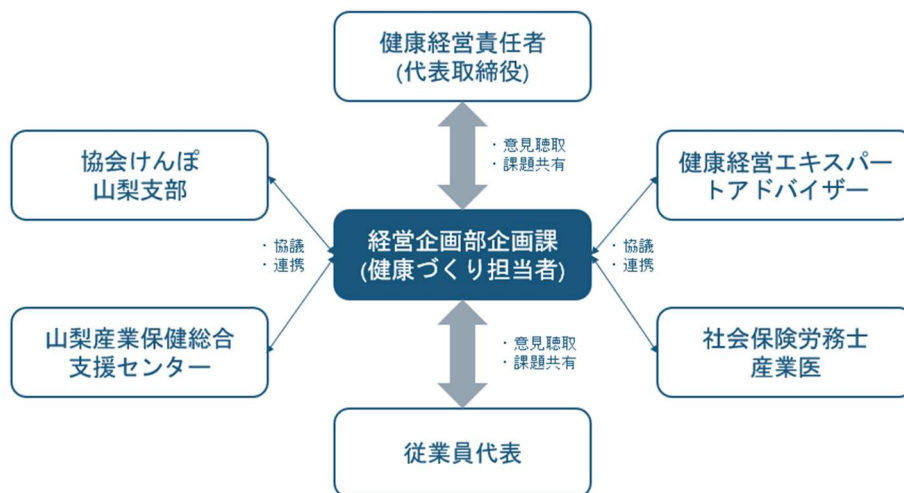 健康経営責任者
(代表取締役)
・意見聴取
・課題共有
協会けんぽ
山梨支部
健康経営エキスパー
トアドバイザー
経営企画部企画課
(健康づくり担当者)
・協議
・連携
・協議
・連携
山梨産業保健総合
支援センター
・意見聴取
・課題共有
社会保険労務士
産業医
従業員代表